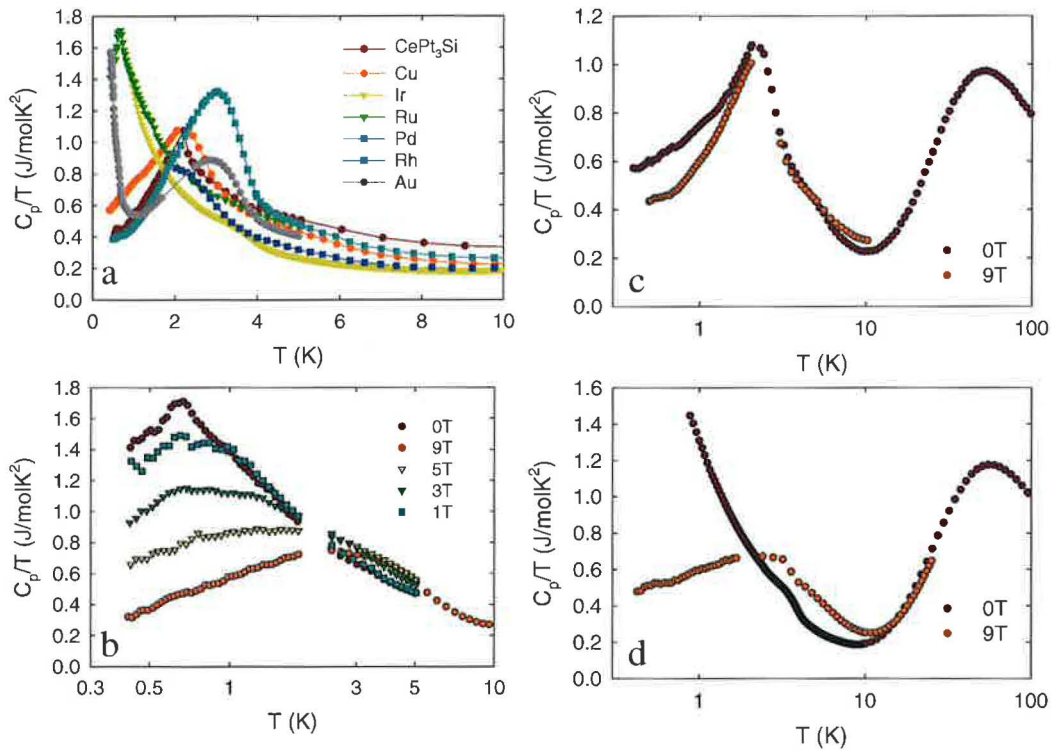 1.8
1.6
1.4
1.2
1.0
0.8
0.6
0.4
0.2
0.0
C_p/T (J/molK²)
CePt₃Si
Cu
Ir
Ru
Pd
Rh
Au
a
0 2 4 6 8 10
T (K)
1.2
1.0
0.8
0.6
0.4
0.2
0.0
C_p/T (J/molK²)
0T
9T
c
1 10 100
T (K)
1.8
1.6
1.4
1.2
1.0
0.8
0.6
0.4
0.2
0.0
C_p/T (J/molK²)
0T
9T
5T
3T
1T
b
0.3 0.5 1 3 5 10
T (K)
1.6
1.4
1.2
1.0
0.8
0.6
0.4
0.2
0.0
C_p/T (J/molK²)
0T
9T
d
1 10 100
T (K)